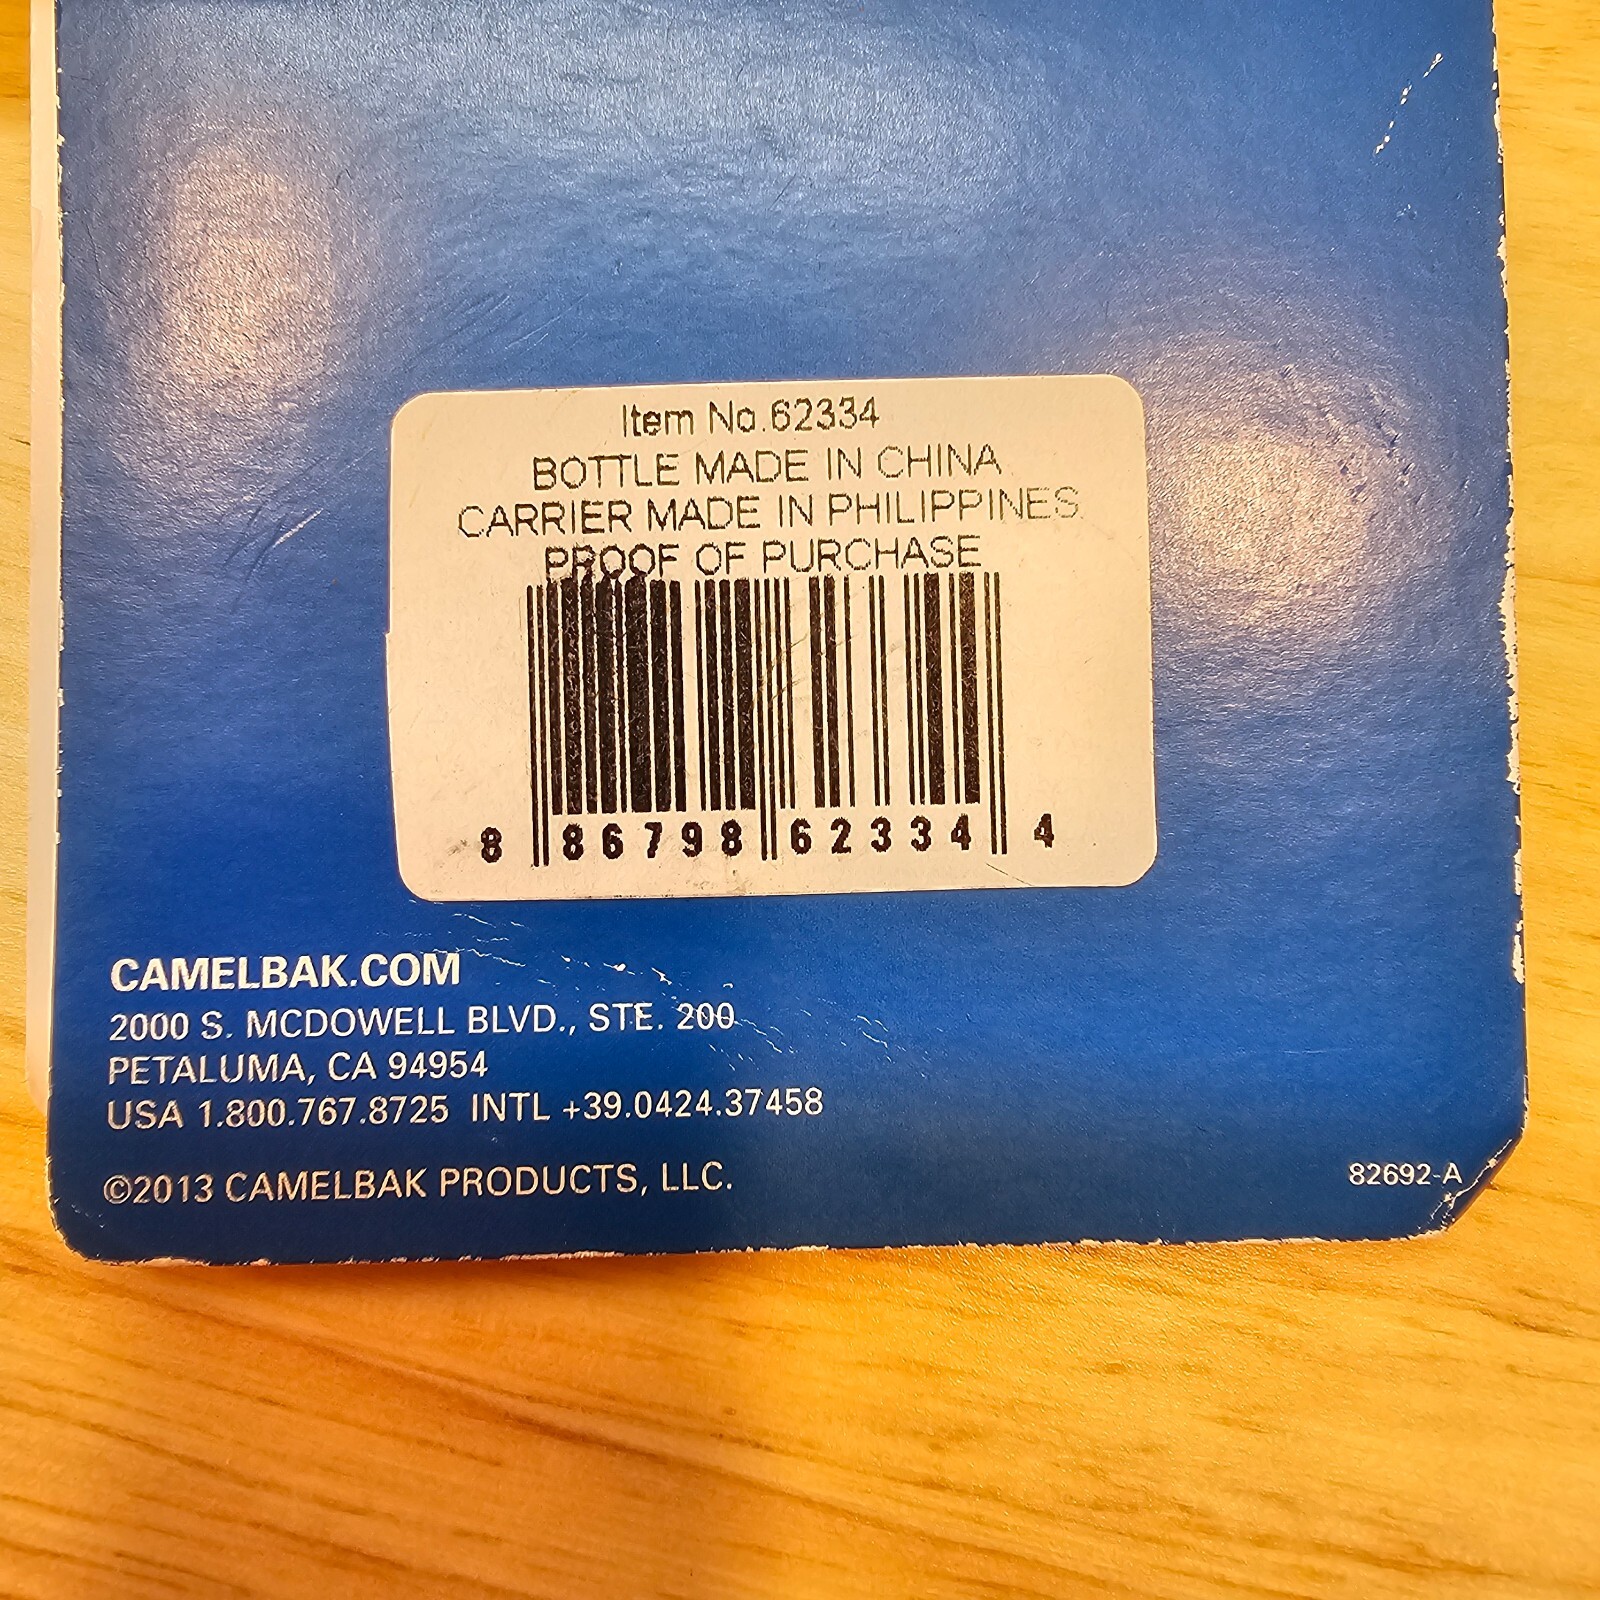 Item No.62334
BOTTLE MADE IN CHINA
CARRIER MADE IN PHILIPPINES
PROOF OF PURCHASE
8 86798 62334 4
CAMELBAK.COM
2000 S. MCDOWELL BLVD., STE. 200
PETALUMA, CA 94954
USA 1.800.767.8725 INTL +39.0424.37458
©2013 CAMELBAK PRODUCTS, LLC.
82692-A